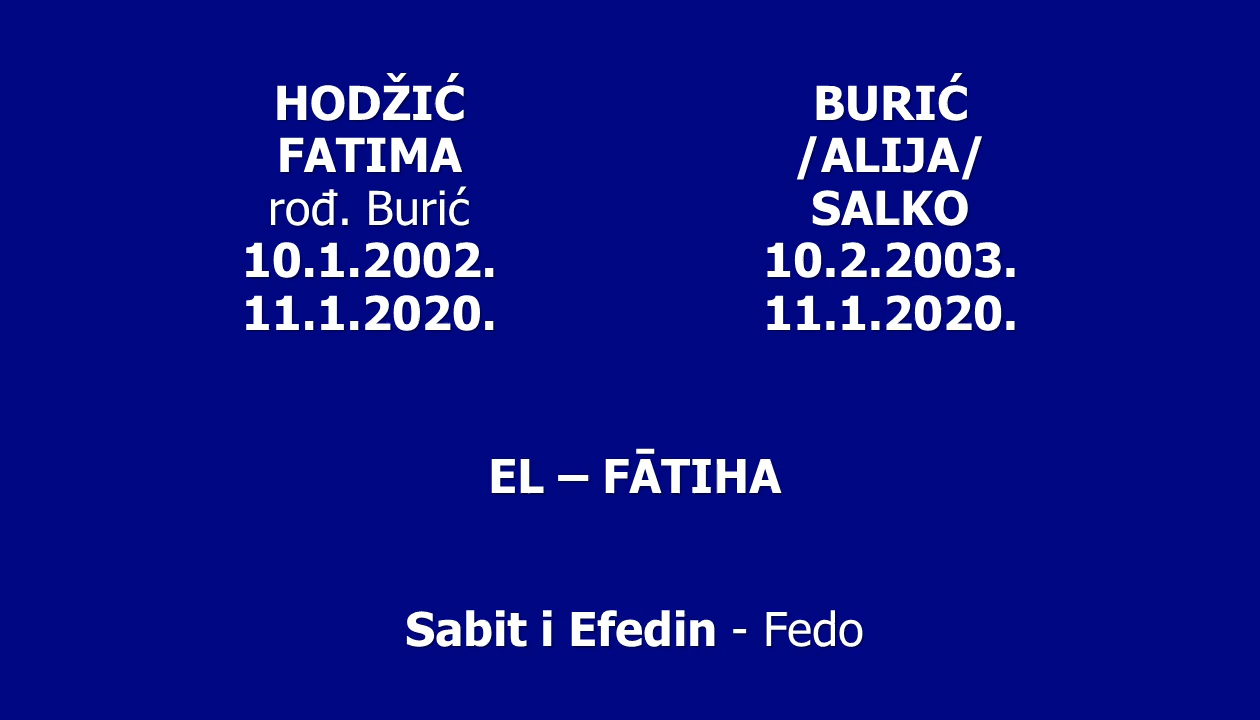 HODŽIĆ
FATIMA
rođ. Burić
10.1.2002.
11.1.2020.
BURIĆ
/ALIJA/
SALKO
10.2.2003.
11.1.2020.
EL – FĀTIHA
Sabit i Efedin - Fedo